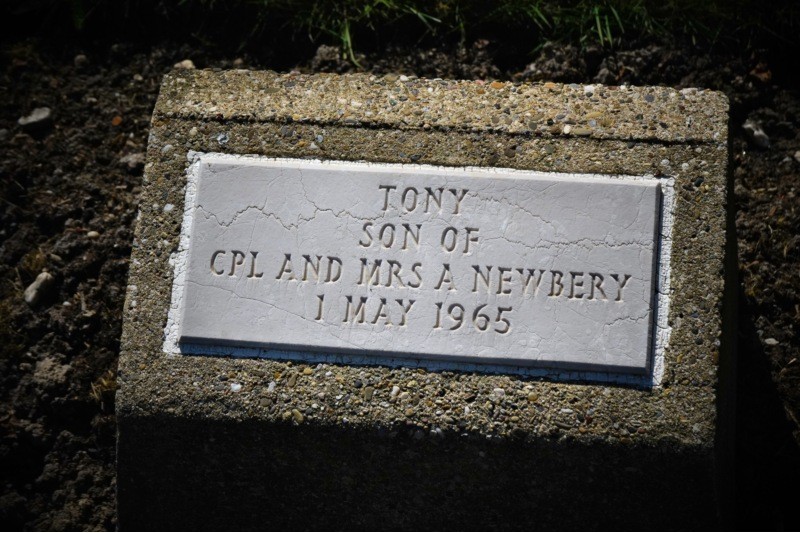 TONY
SON OF
CPL AND MRS A NEWBERY
1 MAY 1965